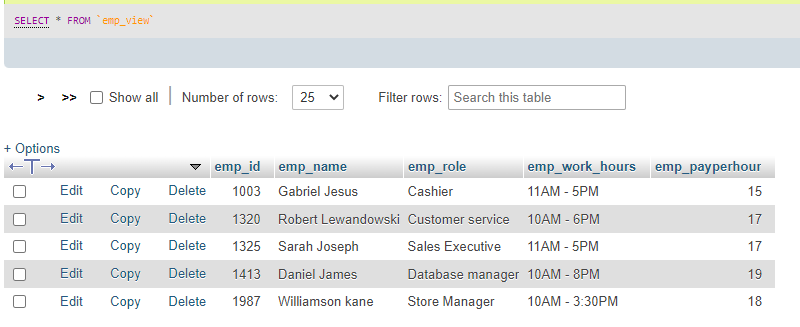 SELECT * FROM `emp_view`
> >> Show all Number of rows: 25 Filter rows: Search this table
+ Options
←T→ emp_id emp_name emp_role emp_work_hours emp_payperhour
Edit Copy Delete 1003 Gabriel Jesus Cashier 11AM - 5PM 15
Edit Copy Delete 1320 Robert Lewandowski Customer service 10AM - 6PM 17
Edit Copy Delete 1325 Sarah Joseph Sales Executive 11AM - 5PM 17
Edit Copy Delete 1413 Daniel James Database manager 10AM - 8PM 19
Edit Copy Delete 1987 Williamson kane Store Manager 10AM - 3:30PM 18